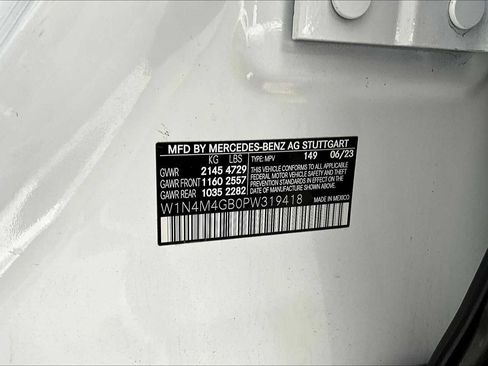 MFD BY MERCEDES-BENZ AG STUTTGART
KG LBS TYPE: MPV 149 06/23
GVWR 2145 4729 THIS VEHICLE CONFORMS TO ALL APPLICABLE
GAWR FRONT 1160 2557 FEDERAL MOTOR VEHICLE SAFETY AND THEFT
GAWR REAR 1035 2282 PREVENTION STANDARDS IN EFFECT ON THE DATE OF MANUFACTURE SHOWN ABOVE.
W1N4M4GB0PW319418 MADE IN MEXICO